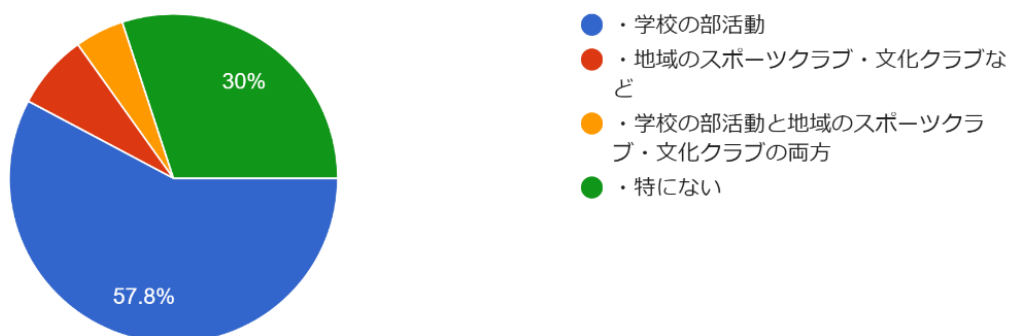 30%
57.8%
・学校の部活動
・地域のスポーツクラブ・文化クラブな
ど
・学校の部活動と地域のスポーツクラ
ブ・文化クラブの両方
・特にない